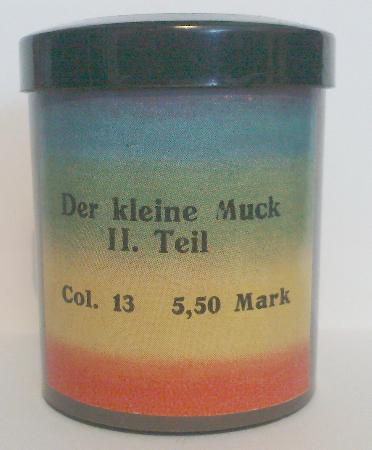 Der kleine Muck
II. Teil
Col. 13 5,50 Mark